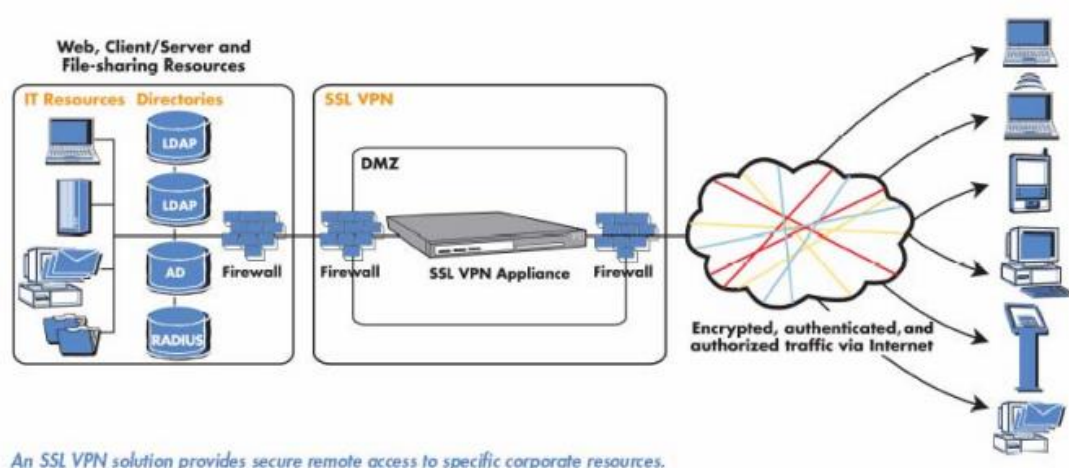 Web, Client/Server and
File-sharing Resources
IT Resources
Directories
LDAP
LDAP
AD
RADIUS
Firewall
SSL VPN
DMZ
Firewall
SSL VPN Appliance
Firewall
Encrypted, authenticated, and
authorized traffic via Internet
An SSL VPN solution provides secure remote access to specific corporate resources.